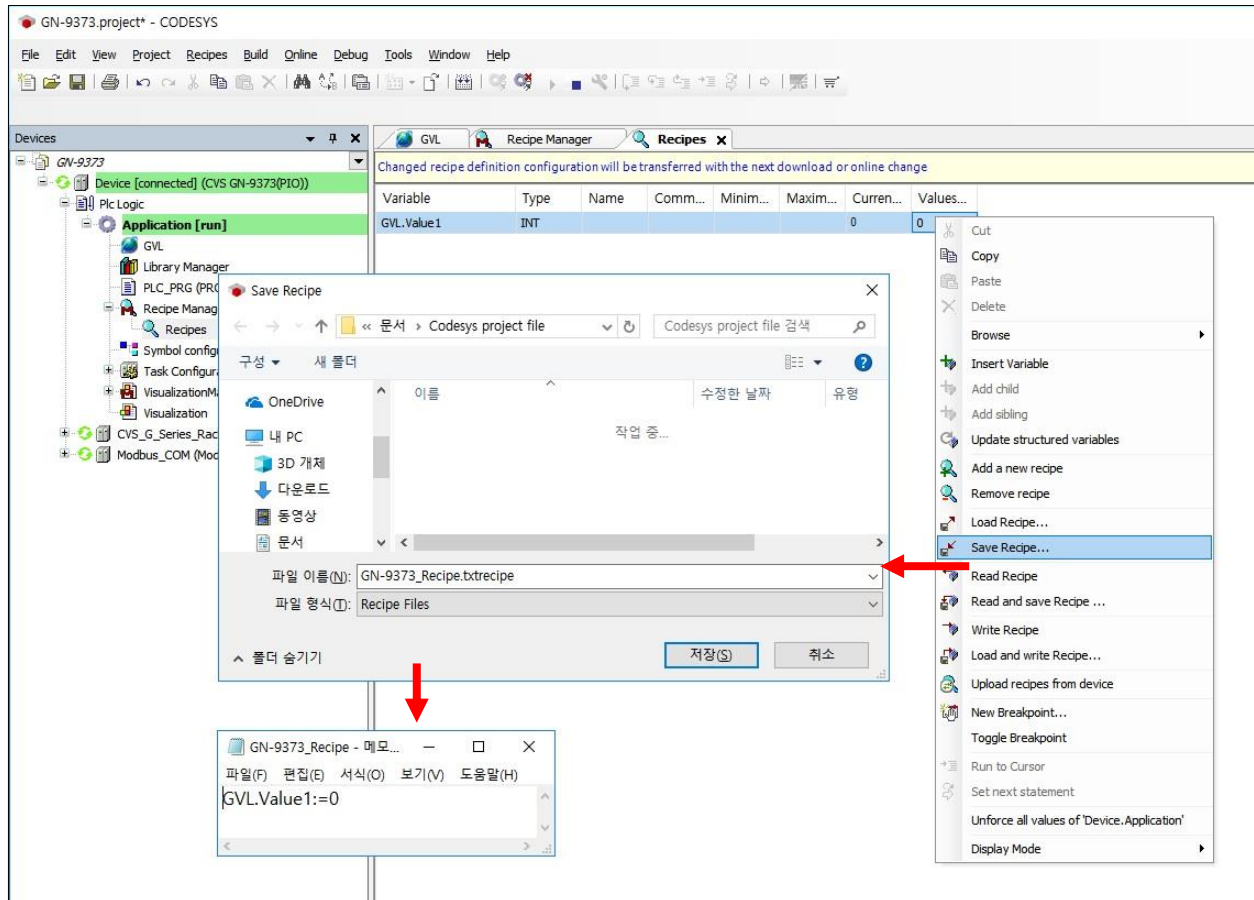 GN-9373.project* - CODESYS
File Edit View Project Recipes Build Online Debug Tools Window Help
Devices
GN-9373
Device [connected] (CVS GN-9373(PIO))
Plc Logic
Application [run]
GVL
Library Manager
PLC_PRG (PRG
Recipe Manag
Recipes
Symbol config
Task Configura
VisualizationMa
Visualization
CVS_G_Series_Rac
Modbus_COM (Mod
GVL Recipe Manager Recipes X
Changed recipe definition configuration will be transferred with the next download or online change
Variable Type Name Comm... Minim... Maxim... Curren... Values...
GVL.Value1 INT 0 0
Save Recipe
« 문서 › Codesys project file
Codesys project file 검색
구성 새 폴더
OneDrive
내 PC
3D 개체
다운로드
동영상
문서
이름 수정한 날짜 유형
작업 중...
파일 이름(N): GN-9373_Recipe.txtrecipe
파일 형식(T): Recipe Files
폴더 숨기기
저장(S) 취소
GN-9373_Recipe - 메모...
파일(F) 편집(E) 서식(O) 보기(V) 도움말(H)
GVL.Value1:=0
Cut
Copy
Paste
Delete
Browse
Insert Variable
Add child
Add sibling
Update structured variables
Add a new recipe
Remove recipe
Load Recipe...
Save Recipe...
Read Recipe
Read and save Recipe ...
Write Recipe
Load and write Recipe...
Upload recipes from device
New Breakpoint...
Toggle Breakpoint
Run to Cursor
Set next statement
Unforce all values of 'Device.Application'
Display Mode